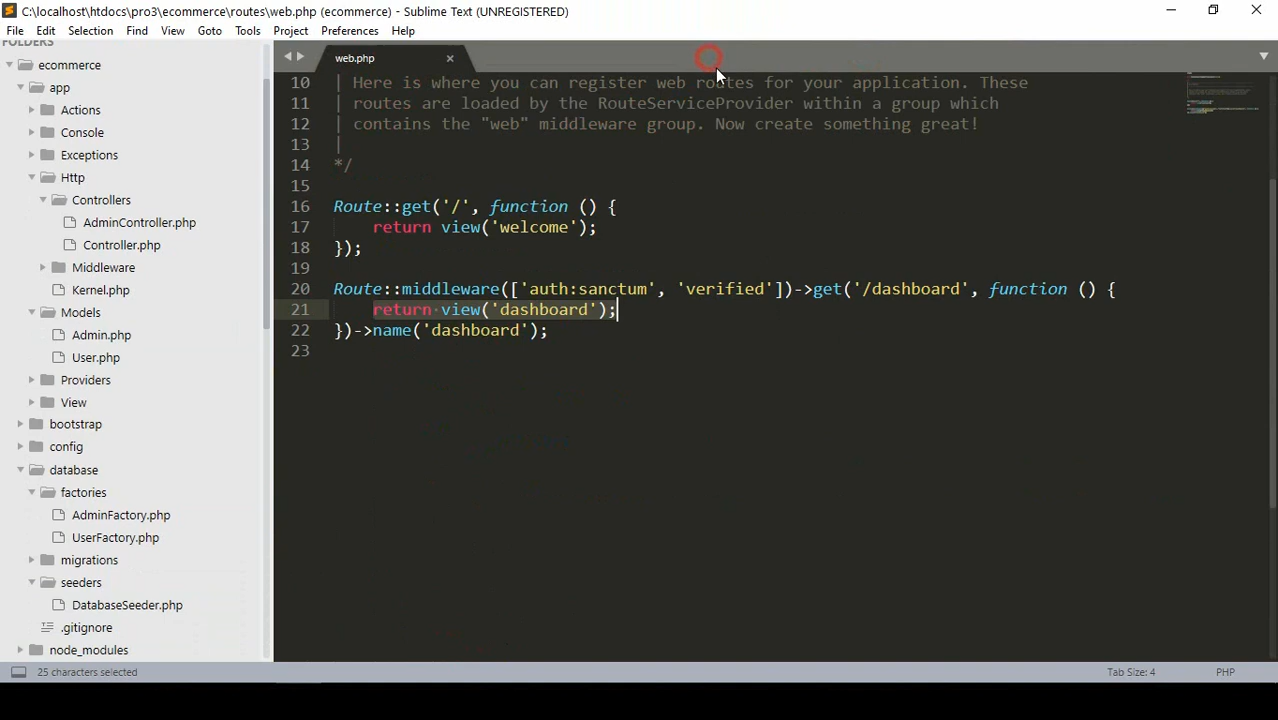 C:\localhost\htdocs\pro3\ecommerce\routes\web.php (ecommerce) - Sublime Text (UNREGISTERED)
File Edit Selection Find View Goto Tools Project Preferences Help
FOLDERS
ecommerce
app
Actions
Console
Exceptions
Http
Controllers
AdminController.php
Controller.php
Middleware
Kernel.php
Models
Admin.php
User.php
Providers
View
bootstrap
config
database
factories
AdminFactory.php
UserFactory.php
migrations
seeders
DatabaseSeeder.php
.gitignore
node_modules
web.php
10 | Here is where you can register web routes for your application. These
11 | routes are loaded by the RouteServiceProvider within a group which
12 | contains the "web" middleware group. Now create something great!
13 |
14 */
15
16 Route::get('/', function () {
17     return view('welcome');
18 });
19
20 Route::middleware(['auth:sanctum', 'verified'])->get('/dashboard', function () {
21     return view('dashboard');
22 })->name('dashboard');
23
25 characters selected
Tab Size: 4
PHP